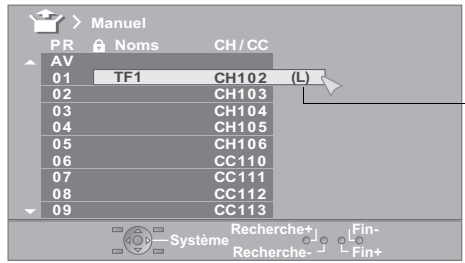 > Manuel
PR Noms CH/CC
AV
01 TF1 CH102 (L)
02 CH103
03 CH104
04 CH105
05 CH106
06 CC110
07 CC111
08 CC112
09 CC113
Recherche+ Fin-
Système
Recherche- Fin+